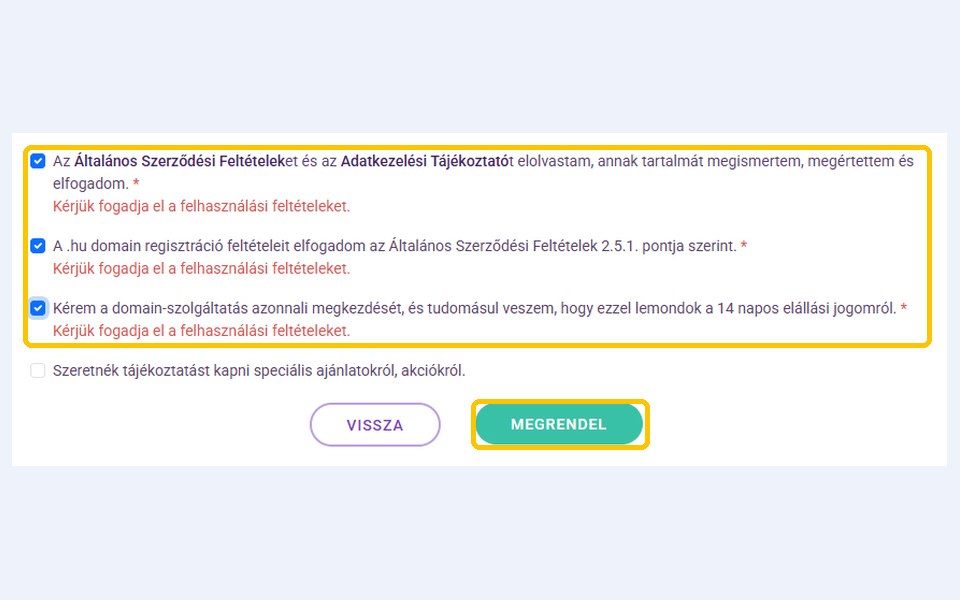 Az Általános Szerződési Feltételeket és az Adatkezelési Tájékoztatót elolvastam, annak tartalmát megismertem, megértettem és
elfogadom. *
Kérjük fogadja el a felhasználási feltételeket.
A .hu domain regisztráció feltételeit elfogadom az Általános Szerződési Feltételek 2.5.1. pontja szerint. *
Kérjük fogadja el a felhasználási feltételeket.
Kérem a domain-szolgáltatás azonnali megkezdését, és tudomásul veszem, hogy ezzel lemondok a 14 napos elállási jogomról. *
Kérjük fogadja el a felhasználási feltételeket.
Szeretnék tájékoztatást kapni speciális ajánlatokról, akciókról.
VISSZA
MEGRENDEL